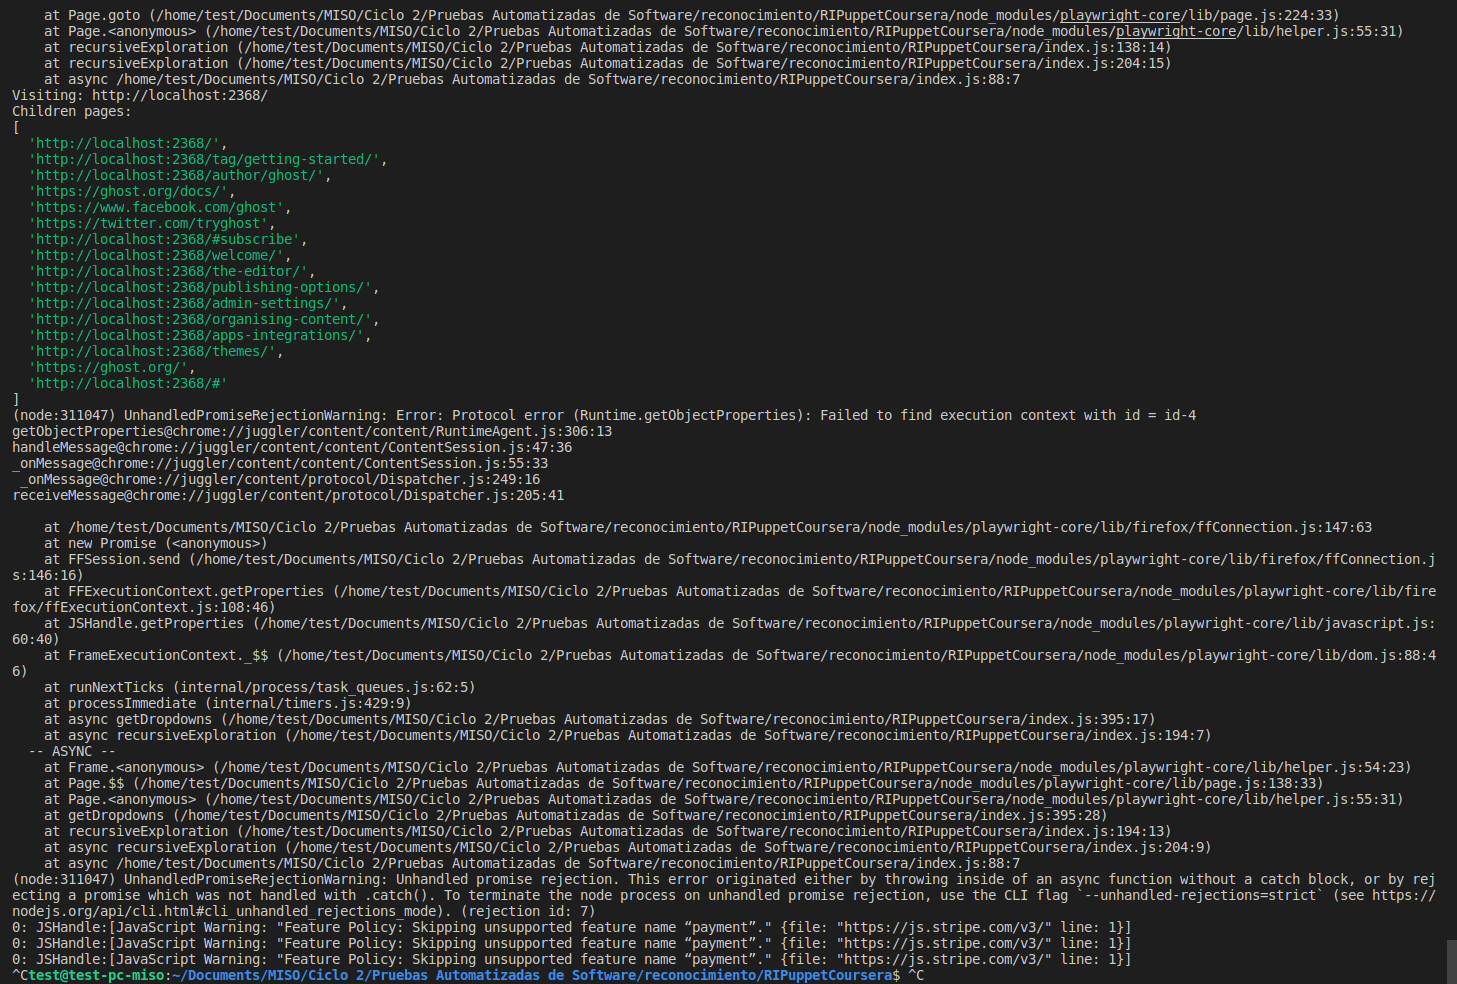 at Page.goto (/home/test/Documents/MISO/Ciclo 2/Pruebas Automatizadas de Software/reconocimiento/RIPuppetCoursera/node_modules/playwright-core/lib/page.js:224:33)
    at Page.<anonymous> (/home/test/Documents/MISO/Ciclo 2/Pruebas Automatizadas de Software/reconocimiento/RIPuppetCoursera/node_modules/playwright-core/lib/helper.js:55:31)
    at recursiveExploration (/home/test/Documents/MISO/Ciclo 2/Pruebas Automatizadas de Software/reconocimiento/RIPuppetCoursera/index.js:138:14)
    at recursiveExploration (/home/test/Documents/MISO/Ciclo 2/Pruebas Automatizadas de Software/reconocimiento/RIPuppetCoursera/index.js:204:15)
    at async /home/test/Documents/MISO/Ciclo 2/Pruebas Automatizadas de Software/reconocimiento/RIPuppetCoursera/index.js:88:7
Visiting: http://localhost:2368/
Children pages:
[
  'http://localhost:2368/',
  'http://localhost:2368/tag/getting-started/',
  'http://localhost:2368/author/ghost/',
  'https://ghost.org/docs/',
  'https://www.facebook.com/ghost',
  'https://twitter.com/tryghost',
  'http://localhost:2368/#subscribe',
  'http://localhost:2368/welcome/',
  'http://localhost:2368/the-editor/',
  'http://localhost:2368/publishing-options/',
  'http://localhost:2368/admin-settings/',
  'http://localhost:2368/organising-content/',
  'http://localhost:2368/apps-integrations/',
  'http://localhost:2368/themes/',
  'https://ghost.org/',
  'http://localhost:2368/#'
]
(node:311047) UnhandledPromiseRejectionWarning: Error: Protocol error (Runtime.getObjectProperties): Failed to find execution context with id = id-4
getObjectProperties@chrome://juggler/content/content/RuntimeAgent.js:306:13
handleMessage@chrome://juggler/content/content/ContentSession.js:47:36
_onMessage@chrome://juggler/content/content/ContentSession.js:55:33
 _onMessage@chrome://juggler/content/protocol/Dispatcher.js:249:16
receiveMessage@chrome://juggler/content/protocol/Dispatcher.js:205:41

    at /home/test/Documents/MISO/Ciclo 2/Pruebas Automatizadas de Software/reconocimiento/RIPuppetCoursera/node_modules/playwright-core/lib/firefox/ffConnection.js:147:63
    at new Promise (<anonymous>)
    at FFSession.send (/home/test/Documents/MISO/Ciclo 2/Pruebas Automatizadas de Software/reconocimiento/RIPuppetCoursera/node_modules/playwright-core/lib/firefox/ffConnection.j
s:146:16)
    at FFExecutionContext.getProperties (/home/test/Documents/MISO/Ciclo 2/Pruebas Automatizadas de Software/reconocimiento/RIPuppetCoursera/node_modules/playwright-core/lib/fire
fox/ffExecutionContext.js:108:46)
    at JSHandle.getProperties (/home/test/Documents/MISO/Ciclo 2/Pruebas Automatizadas de Software/reconocimiento/RIPuppetCoursera/node_modules/playwright-core/lib/javascript.js:
60:40)
    at FrameExecutionContext._$$ (/home/test/Documents/MISO/Ciclo 2/Pruebas Automatizadas de Software/reconocimiento/RIPuppetCoursera/node_modules/playwright-core/lib/dom.js:88:4
6)
    at runNextTicks (internal/process/task_queues.js:62:5)
    at processImmediate (internal/timers.js:429:9)
    at async getDropdowns (/home/test/Documents/MISO/Ciclo 2/Pruebas Automatizadas de Software/reconocimiento/RIPuppetCoursera/index.js:395:17)
    at async recursiveExploration (/home/test/Documents/MISO/Ciclo 2/Pruebas Automatizadas de Software/reconocimiento/RIPuppetCoursera/index.js:194:7)
  -- ASYNC --
    at Frame.<anonymous> (/home/test/Documents/MISO/Ciclo 2/Pruebas Automatizadas de Software/reconocimiento/RIPuppetCoursera/node_modules/playwright-core/lib/helper.js:54:23)
    at Page.$$ (/home/test/Documents/MISO/Ciclo 2/Pruebas Automatizadas de Software/reconocimiento/RIPuppetCoursera/node_modules/playwright-core/lib/page.js:138:33)
    at Page.<anonymous> (/home/test/Documents/MISO/Ciclo 2/Pruebas Automatizadas de Software/reconocimiento/RIPuppetCoursera/node_modules/playwright-core/lib/helper.js:55:31)
    at getDropdowns (/home/test/Documents/MISO/Ciclo 2/Pruebas Automatizadas de Software/reconocimiento/RIPuppetCoursera/index.js:395:28)
    at recursiveExploration (/home/test/Documents/MISO/Ciclo 2/Pruebas Automatizadas de Software/reconocimiento/RIPuppetCoursera/index.js:194:13)
    at async recursiveExploration (/home/test/Documents/MISO/Ciclo 2/Pruebas Automatizadas de Software/reconocimiento/RIPuppetCoursera/index.js:204:9)
    at async /home/test/Documents/MISO/Ciclo 2/Pruebas Automatizadas de Software/reconocimiento/RIPuppetCoursera/index.js:88:7
(node:311047) UnhandledPromiseRejectionWarning: Unhandled promise rejection. This error originated either by throwing inside of an async function without a catch block, or by rej
ecting a promise which was not handled with .catch(). To terminate the node process on unhandled promise rejection, use the CLI flag `--unhandled-rejections=strict` (see https://
nodejs.org/api/cli.html#cli_unhandled_rejections_mode). (rejection id: 7)
0: JSHandle:[JavaScript Warning: "Feature Policy: Skipping unsupported feature name “payment”." {file: "https://js.stripe.com/v3/" line: 1}]
0: JSHandle:[JavaScript Warning: "Feature Policy: Skipping unsupported feature name “payment”." {file: "https://js.stripe.com/v3/" line: 1}]
0: JSHandle:[JavaScript Warning: "Feature Policy: Skipping unsupported feature name “payment”." {file: "https://js.stripe.com/v3/" line: 1}]
^Ctest@test-pc-miso:~/Documents/MISO/Ciclo 2/Pruebas Automatizadas de Software/reconocimiento/RIPuppetCoursera$ ^C